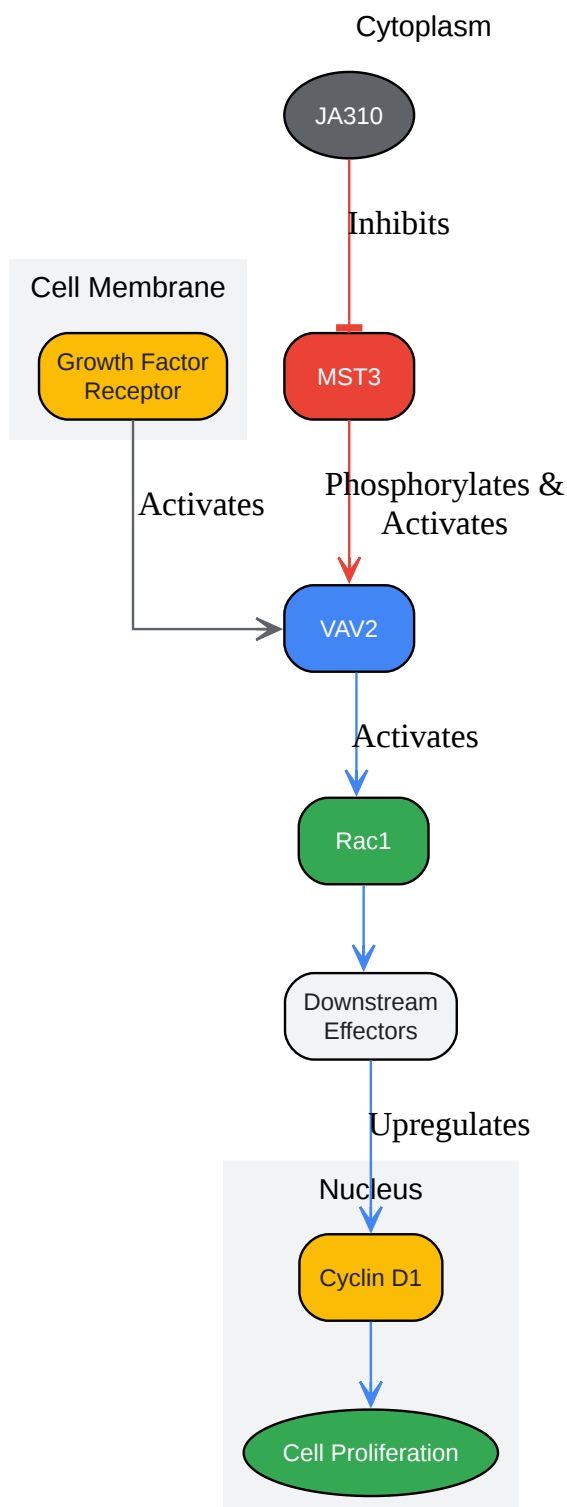 Cytoplasm
JA310
Inhibits
Cell Membrane
Growth Factor
Receptor
MST3
Activates
Phosphorylates &
Activates
VAV2
Activates
Rac1
Downstream
Effectors
Upregulates
Nucleus
Cyclin D1
Cell Proliferation